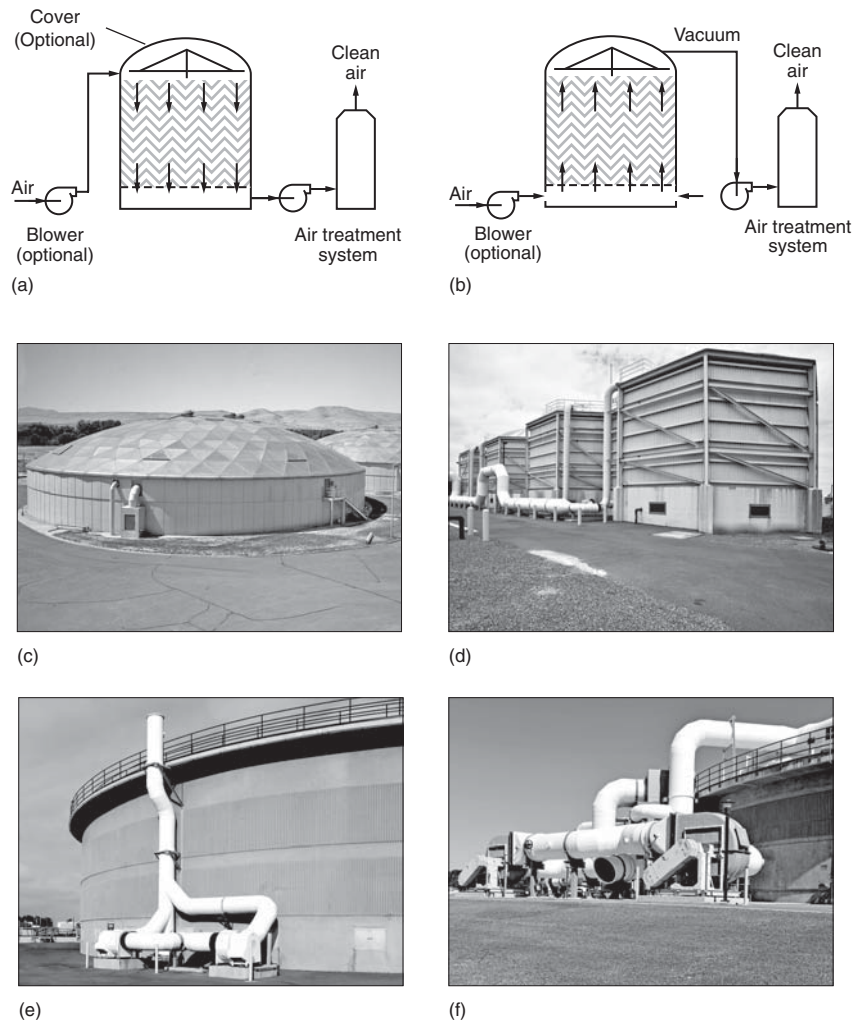 Cover
(Optional)
Clean
air
Air
Blower
(optional)
Air treatment
system
(a)
Vacuum
Clean
air
Air
Blower
(optional)
Air treatment
system
(b)
(c)
(d)
(e)
(f)